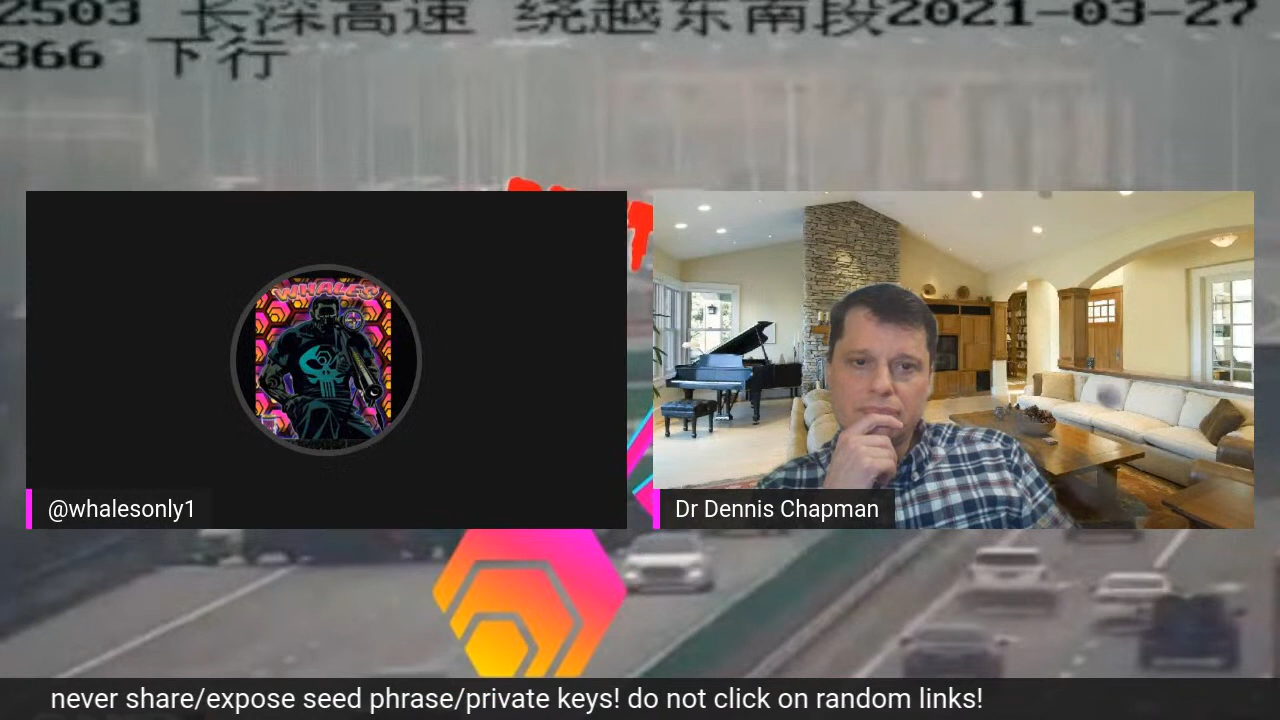 2503 长深高速 绕越东南段2021-03-27
366 下行
WHALES
@whalesonly1
Dr Dennis Chapman
never share/expose seed phrase/private keys! do not click on random links!